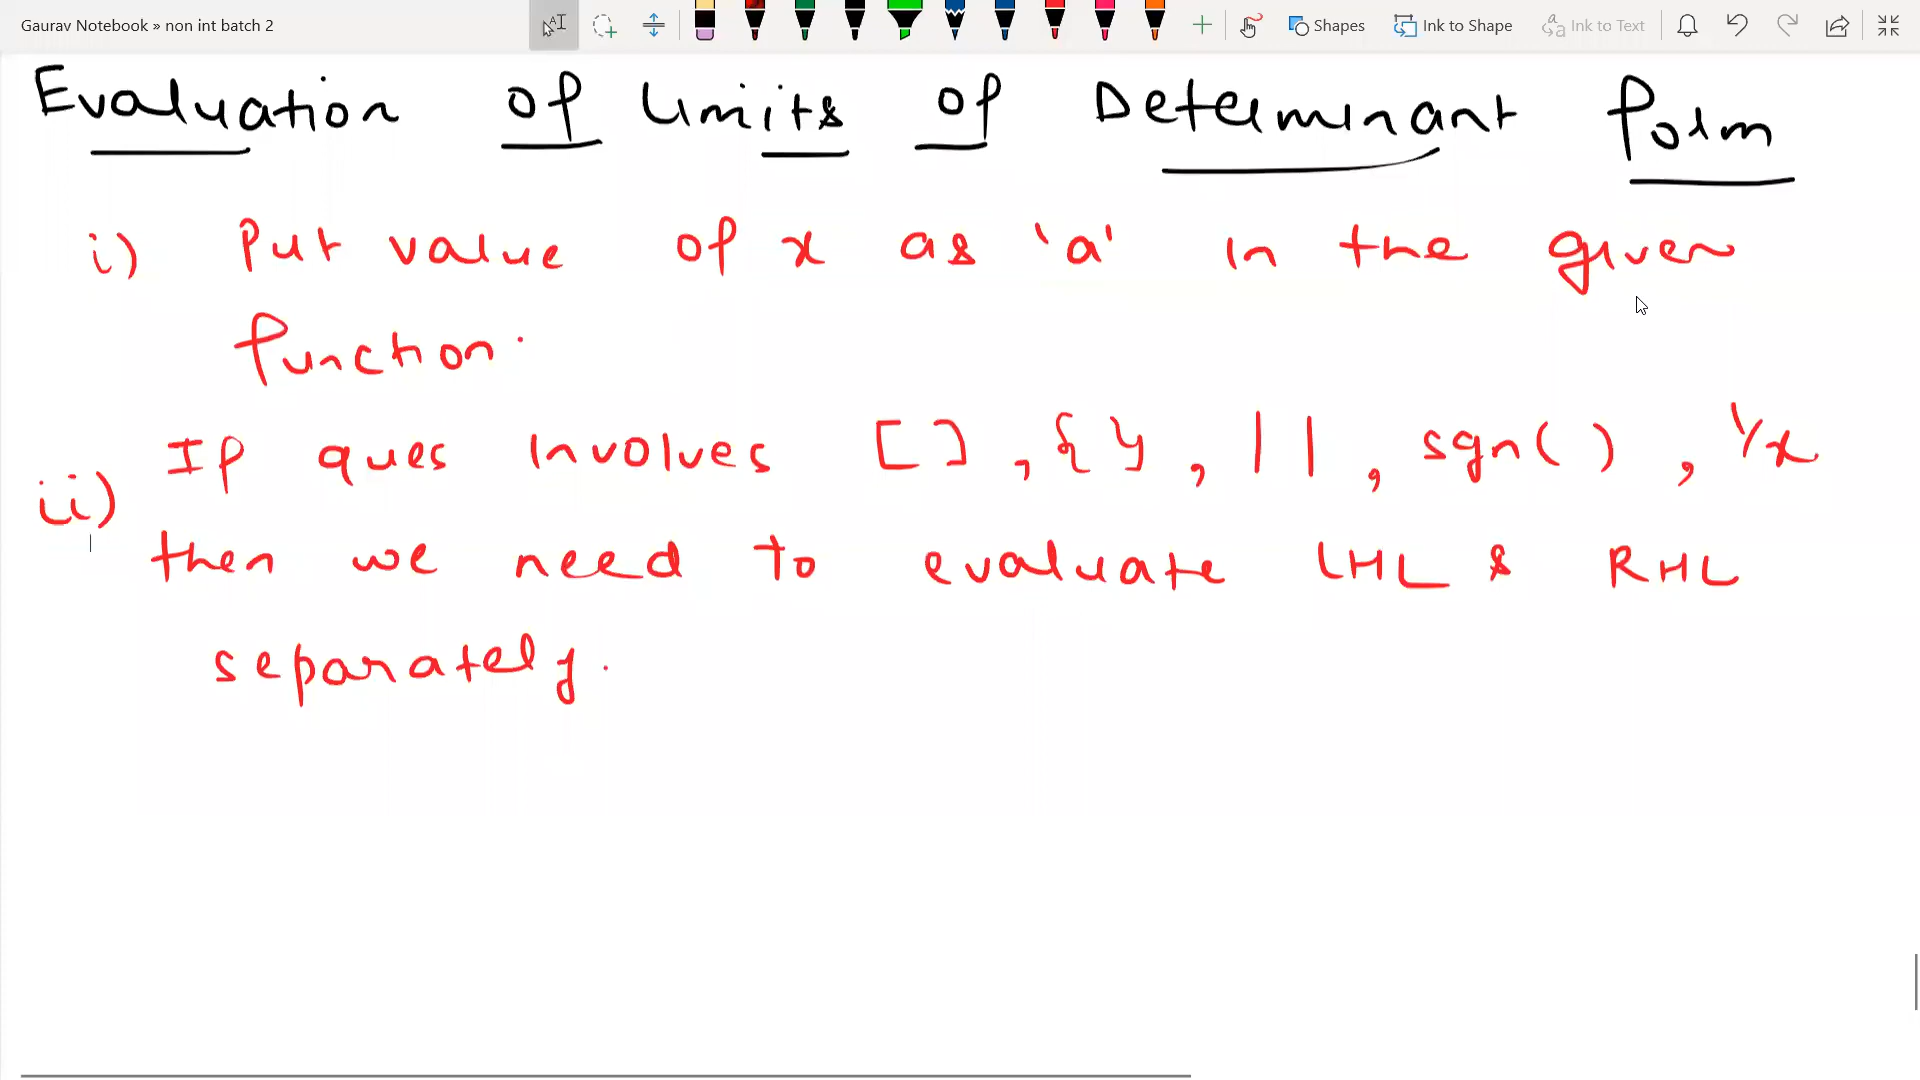 Gaurav Notebook » non int batch 2
Shapes Ink to Shape Ink to Text
Evaluation of Limits of Determinant form
i) Put value of x as 'a' in the given
function.
ii) If ques involves [ ] , { } , | | , sgn( ) , 1/x
then we need to evaluate LHL & RHL
separately.